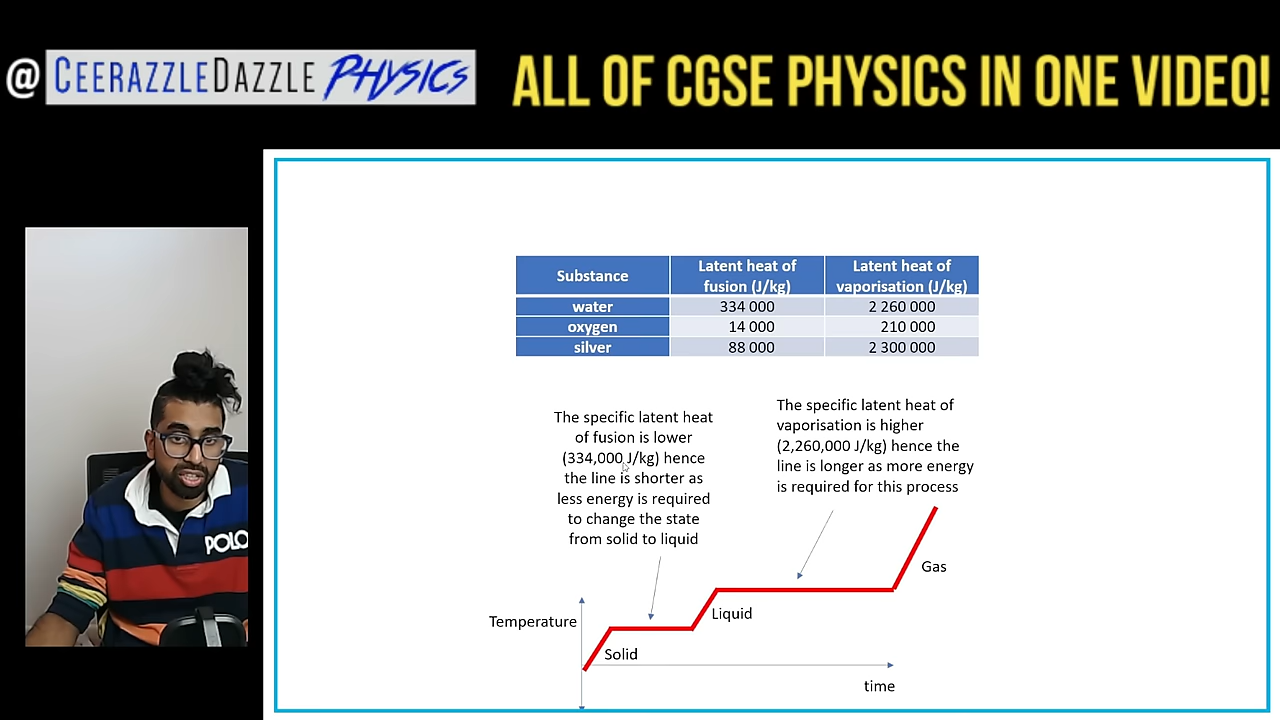 @ CEERAZZLEDAZZLE PHYSICS
ALL OF CGSE PHYSICS IN ONE VIDEO!
Substance
Latent heat of
fusion (J/kg)
Latent heat of
vaporisation (J/kg)
water 334 000 2 260 000
oxygen 14 000 210 000
silver 88 000 2 300 000
The specific latent heat
of fusion is lower
(334,000 J/kg) hence
the line is shorter as
less energy is required
to change the state
from solid to liquid
The specific latent heat of
vaporisation is higher
(2,260,000 J/kg) hence the
line is longer as more energy
is required for this process
Gas
Liquid
Temperature
Solid
time
POLO